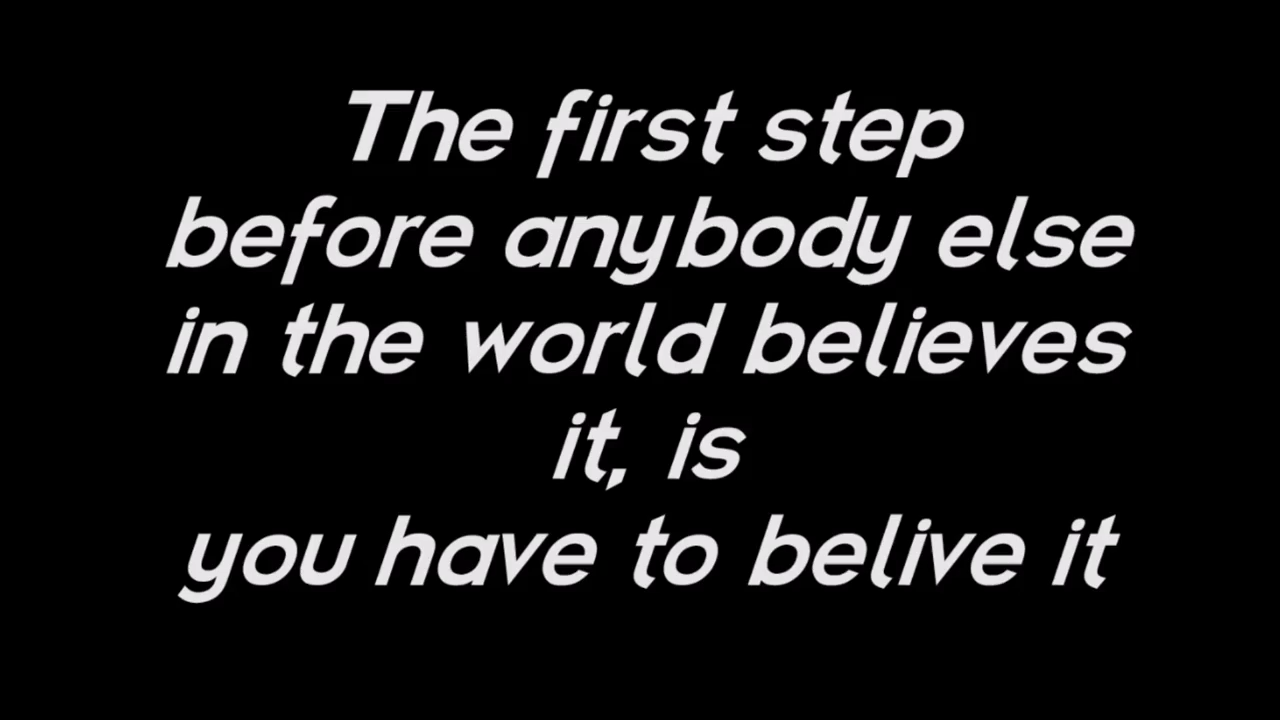 The first step
before anybody else
in the world believes
it, is
you have to belive it